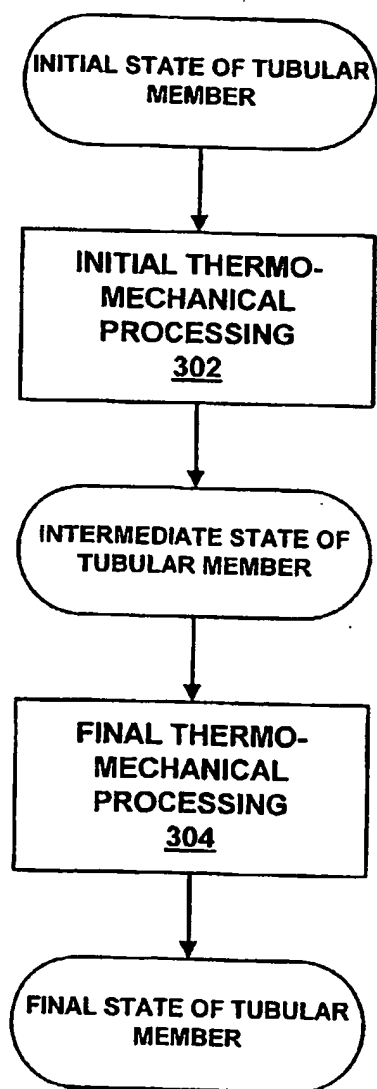 INITIAL STATE OF TUBULAR
MEMBER
INITIAL THERMO-
MECHANICAL
PROCESSING
302
INTERMEDIATE STATE OF
TUBULAR MEMBER
FINAL THERMO-
MECHANICAL
PROCESSING
304
FINAL STATE OF TUBULAR
MEMBER